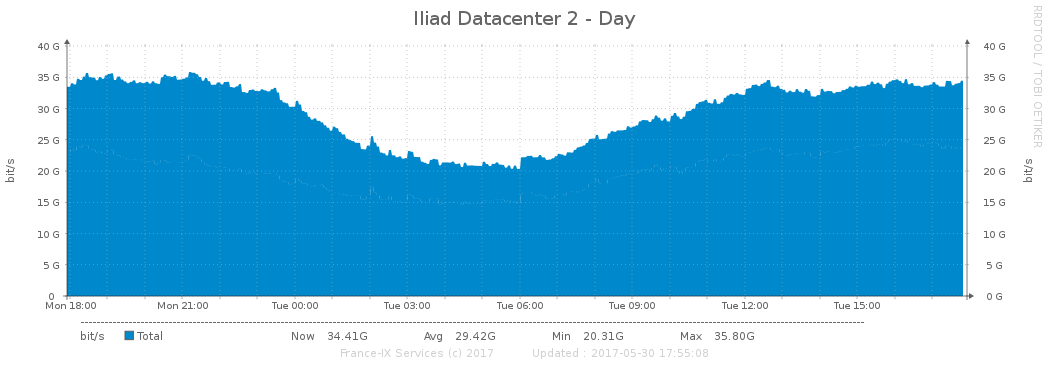 Iliad Datacenter 2 - Day
RRDTOOL / TOBI OETIKER
bit/s
bit/s
40 G 40 G
35 G 35 G
30 G 30 G
25 G 25 G
20 G 20 G
15 G 15 G
10 G 10 G
5 G 5 G
0 0 G
Mon 18:00 Mon 21:00 Tue 00:00 Tue 03:00 Tue 06:00 Tue 09:00 Tue 12:00 Tue 15:00
bit/s Total Now 34.41G Avg 29.42G Min 20.31G Max 35.80G
France-IX Services (c) 2017 Updated : 2017-05-30 17:55:08